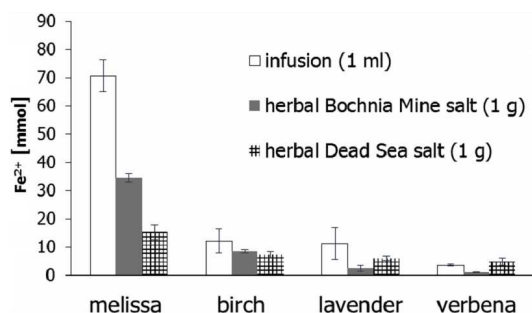 90
80
70
60
50
40
30
20
10
0
Fe²⁺ [mmol]
infusion (1 ml)
herbal Bochnia Mine salt (1 g)
herbal Dead Sea salt (1 g)
melissa birch lavender verbena